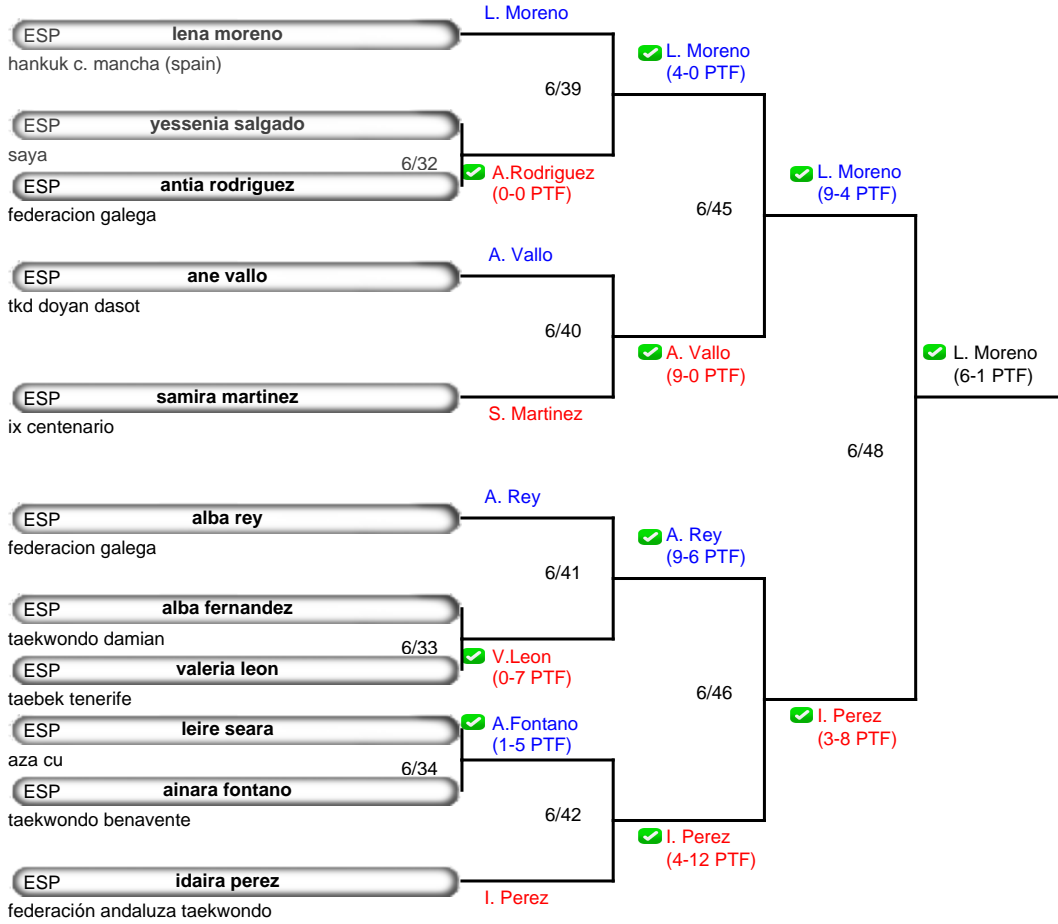 L. Moreno
ESP lena moreno
hankuk c. mancha (spain)
L. Moreno
(4-0 PTF)
6/39
ESP yessenia salgado
saya
6/32
ESP antia rodriguez
federacion galega
A.Rodriguez
(0-0 PTF)
L. Moreno
(9-4 PTF)
6/45
A. Vallo
ESP ane vallo
tkd doyan dasot
6/40
A. Vallo
(9-0 PTF)
L. Moreno
(6-1 PTF)
ESP samira martinez
ix centenario
S. Martinez
6/48
A. Rey
ESP alba rey
federacion galega
A. Rey
(9-6 PTF)
6/41
ESP alba fernandez
taekwondo damian
6/33
ESP valeria leon
taebek tenerife
V.Leon
(0-7 PTF)
6/46
I. Perez
(3-8 PTF)
ESP leire seara
aza cu
A.Fontano
(1-5 PTF)
6/34
ESP ainara fontano
taekwondo benavente
6/42
I. Perez
(4-12 PTF)
ESP idaira perez
federación andaluza taekwondo
I. Perez